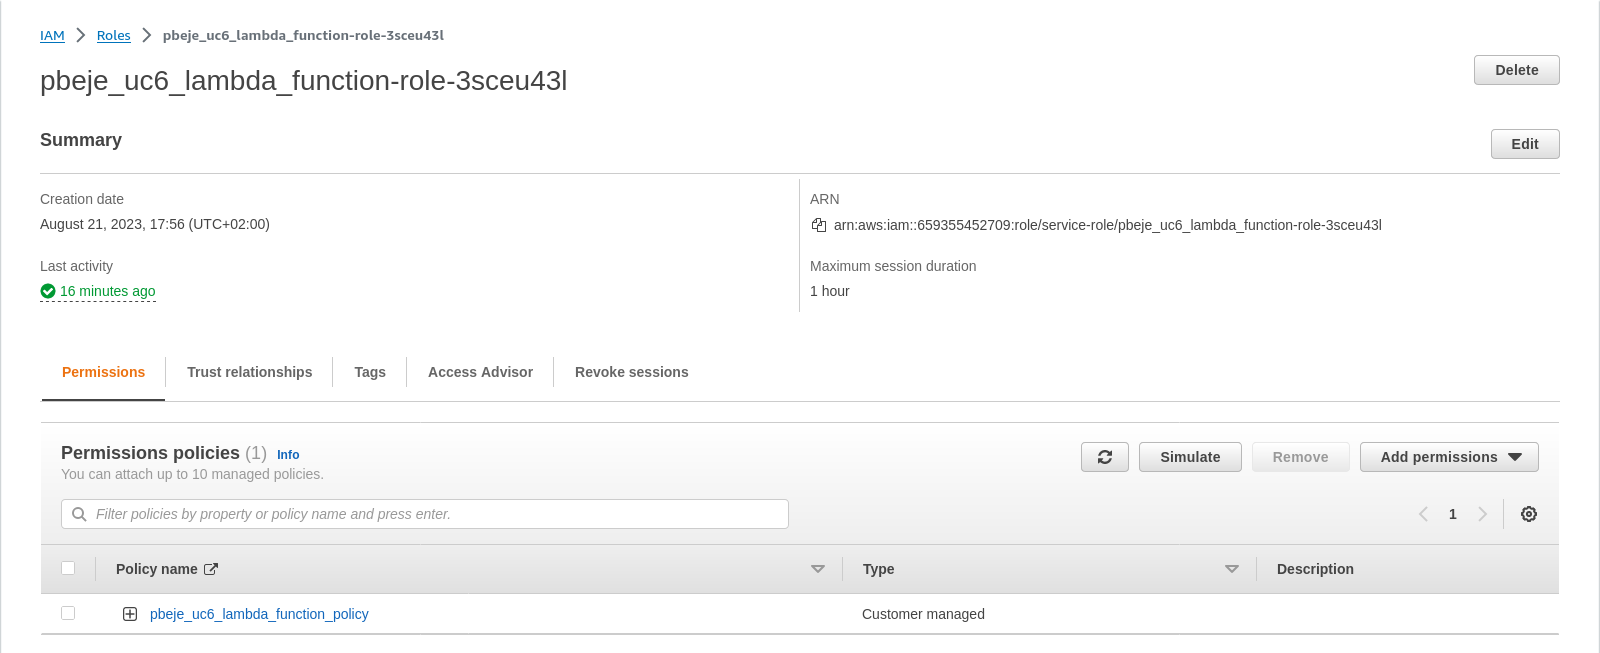 IAM > Roles > pbeje_uc6_lambda_function-role-3sceu43l
pbeje_uc6_lambda_function-role-3sceu43l
Delete
Summary
Edit
Creation date
August 21, 2023, 17:56 (UTC+02:00)
ARN
arn:aws:iam::659355452709:role/service-role/pbeje_uc6_lambda_function-role-3sceu43l
Last activity
16 minutes ago
Maximum session duration
1 hour
Permissions Trust relationships Tags Access Advisor Revoke sessions
Permissions policies (1) Info
You can attach up to 10 managed policies.
Simulate Remove Add permissions
Filter policies by property or policy name and press enter.
1
Policy name Type Description
pbeje_uc6_lambda_function_policy Customer managed